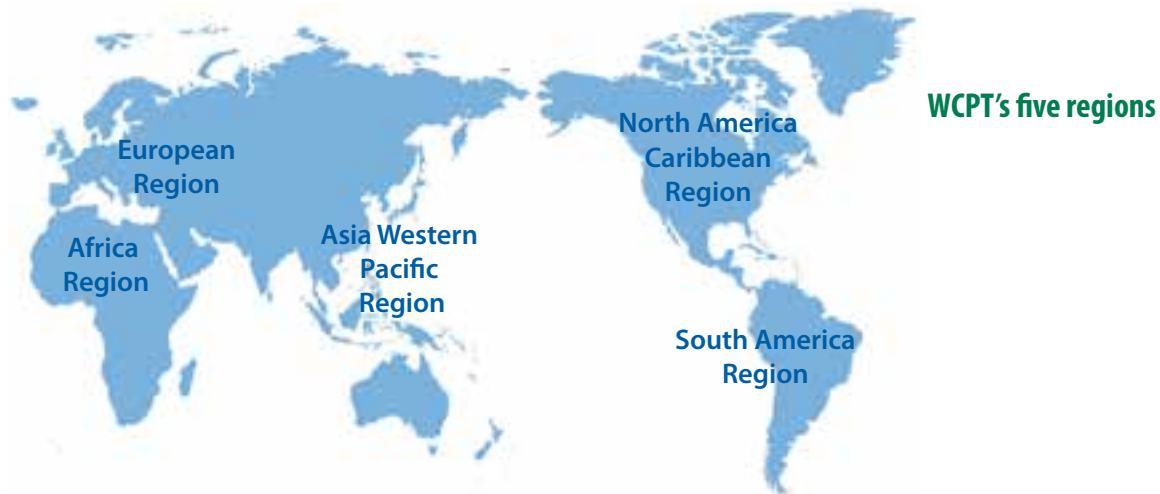 WCPT's five regions
European
Region
Africa
Region
Asia Western
Pacific
Region
North America
Caribbean
Region
South America
Region